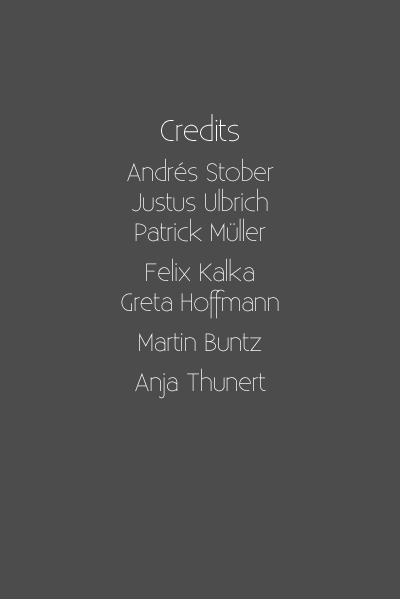 Credits
Andrés Stober
Justus Ulbrich
Patrick Müller
Felix Kalka
Greta Hoffmann
Martin Buntz
Anja Thunert